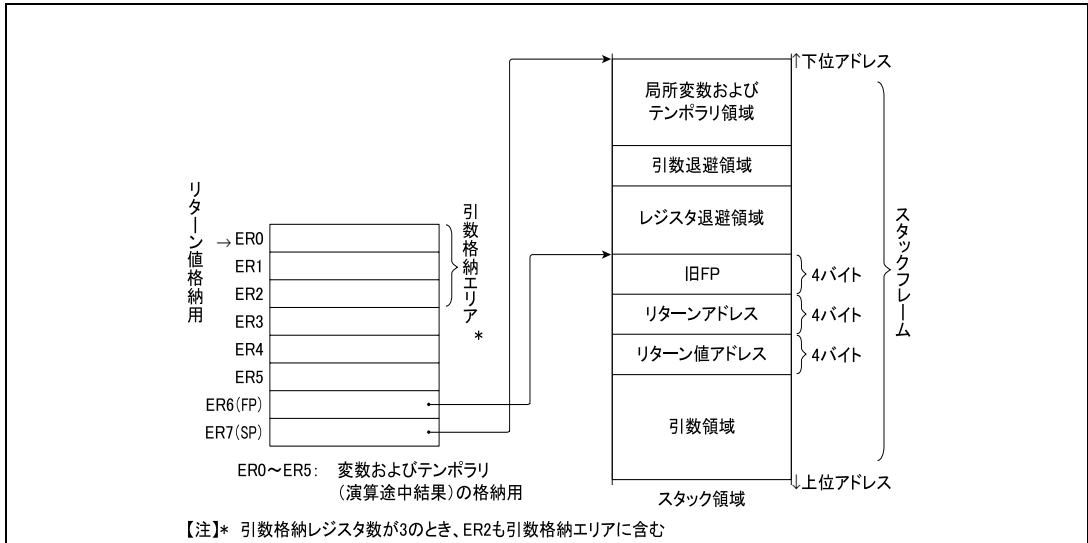 リターン値格納用
→ER0
ER1
ER2
ER3
ER4
ER5
ER6(FP)
ER7(SP)
引数格納エリア
*
ER0~ER5: 変数およびテンポラリ
(演算途中結果)の格納用
↑下位アドレス
局所変数および
テンポラリ領域
引数退避領域
レジスタ退避領域
旧FP
4バイト
リターンアドレス
4バイト
リターン値アドレス
4バイト
引数領域
スタックフレーム
↓上位アドレス
スタック領域
【注】* 引数格納レジスタ数が3のとき、ER2も引数格納エリアに含む